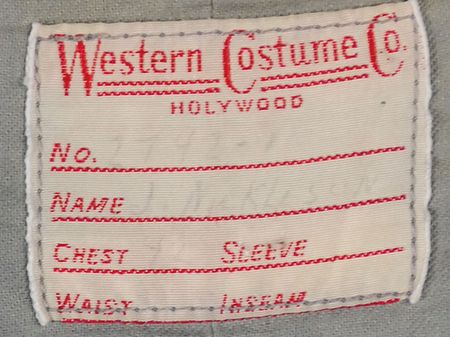 Western Costume Co.
HOLYWOOD
No.
NAME
CHEST SLEEVE
WAIST INSEAM